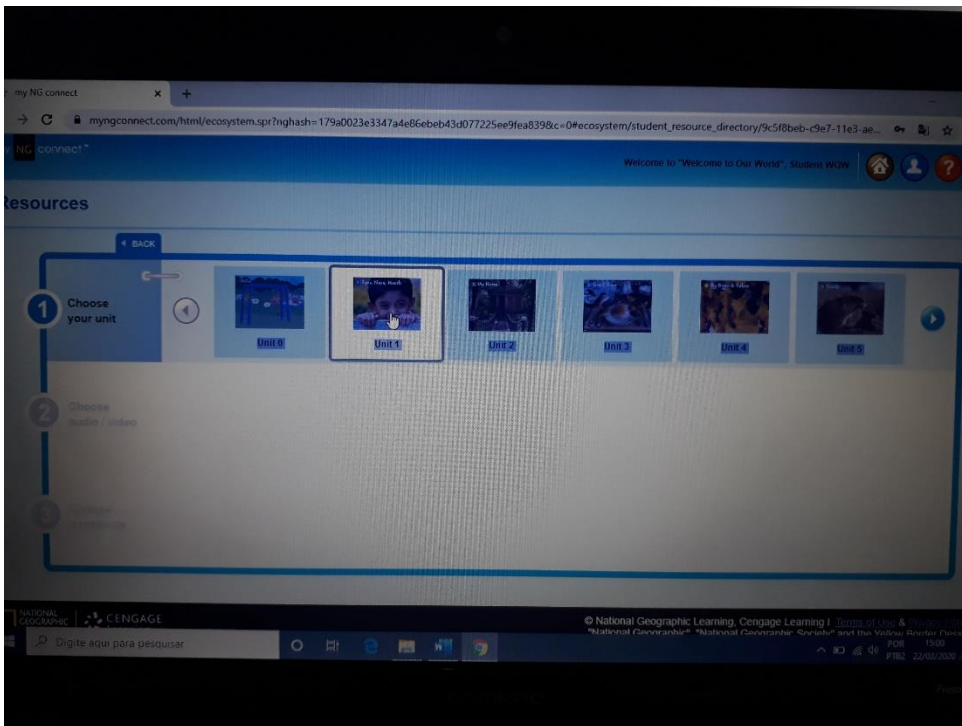 my NG connect
myngconnect.com/html/ecosystem.spr?nghash=179a0023e3347a4e86ebeb43d077225ee9fea839&c=0#ecosystem/student_resource_directory/9c5f8beb-c9e7-11e3-ae...
NG connect™
Welcome to "Welcome to Our World", Student WOW
Resources
BACK
1 Choose your unit
Eyes, Nose, Mouth
Unit 0
Unit 1
Unit 2
Unit 3
Unit 4
Unit 5
2 Choose audio / video
3
NATIONAL GEOGRAPHIC
CENGAGE
© National Geographic Learning, Cengage Learning | Terms of Use &
"National Geographic", "National Geographic Society" and the Yellow Border
Digite aqui para pesquisar
POR 15:00
PTB2 22/03/2020